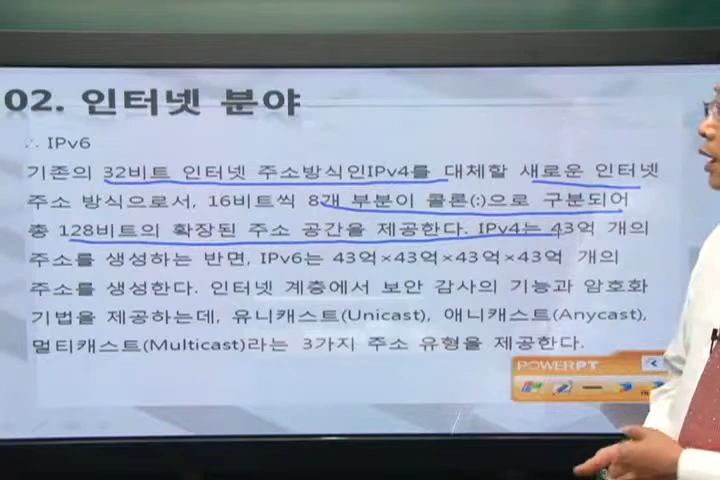 02. 인터넷 분야
∴ IPv6
기존의 32비트 인터넷 주소방식인IPv4를 대체할 새로운 인터넷
주소 방식으로서, 16비트씩 8개 부분이 콜론(:)으로 구분되어
총 128비트의 확장된 주소 공간을 제공한다. IPv4는 43억 개의
주소를 생성하는 반면, IPv6는 43억×43억×43억×43억 개의
주소를 생성한다. 인터넷 계층에서 보안 감사의 기능과 암호화
기법을 제공하는데, 유니캐스트(Unicast), 애니캐스트(Anycast),
멀티캐스트(Multicast)라는 3가지 주소 유형을 제공한다.
POWERPT